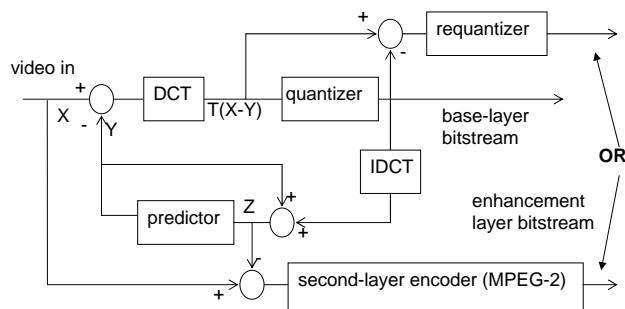 +
requantizer
-
video in
+
DCT
quantizer
X
T(X-Y)
-
Y
base-layer
bitstream
IDCT
OR
+
enhancement
layer bitstream
predictor
Z
+
-
second-layer encoder (MPEG-2)
+